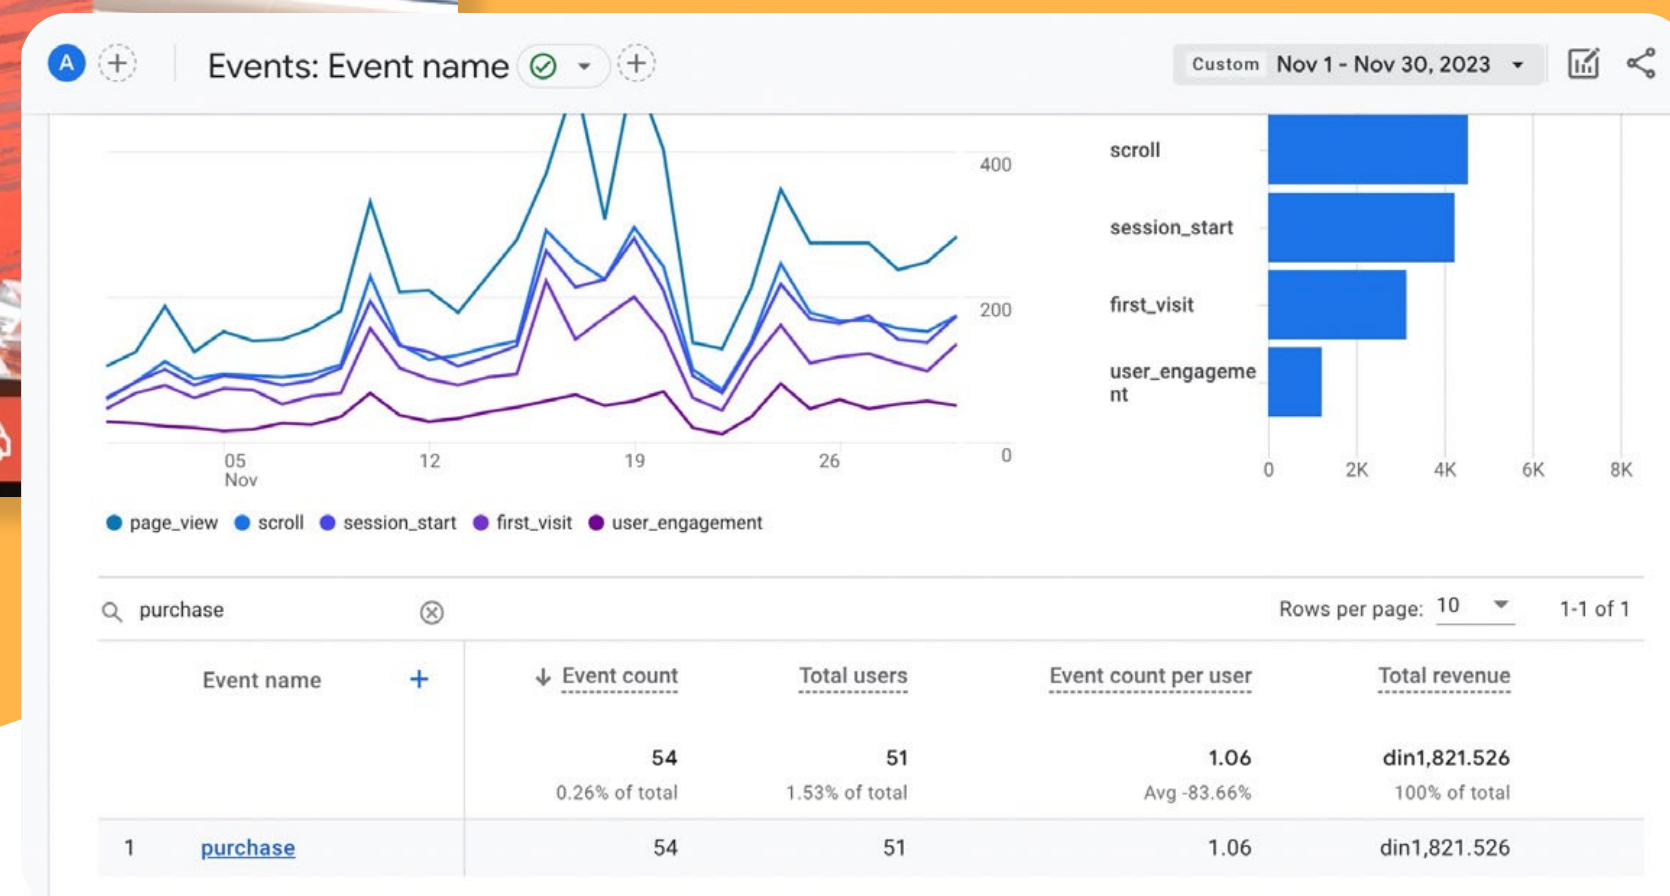 A
Events: Event name
Custom Nov 1 - Nov 30, 2023
400
200
0
05
Nov
12
19
26
page_view scroll session_start first_visit user_engagement
scroll
session_start
first_visit
user_engageme
nt
0 2K 4K 6K 8K
purchase
Rows per page: 10 1-1 of 1
Event name + ↓ Event count Total users Event count per user Total revenue
54 51 1.06 din1,821.526
0.26% of total 1.53% of total Avg -83.66% 100% of total
1 purchase 54 51 1.06 din1,821.526